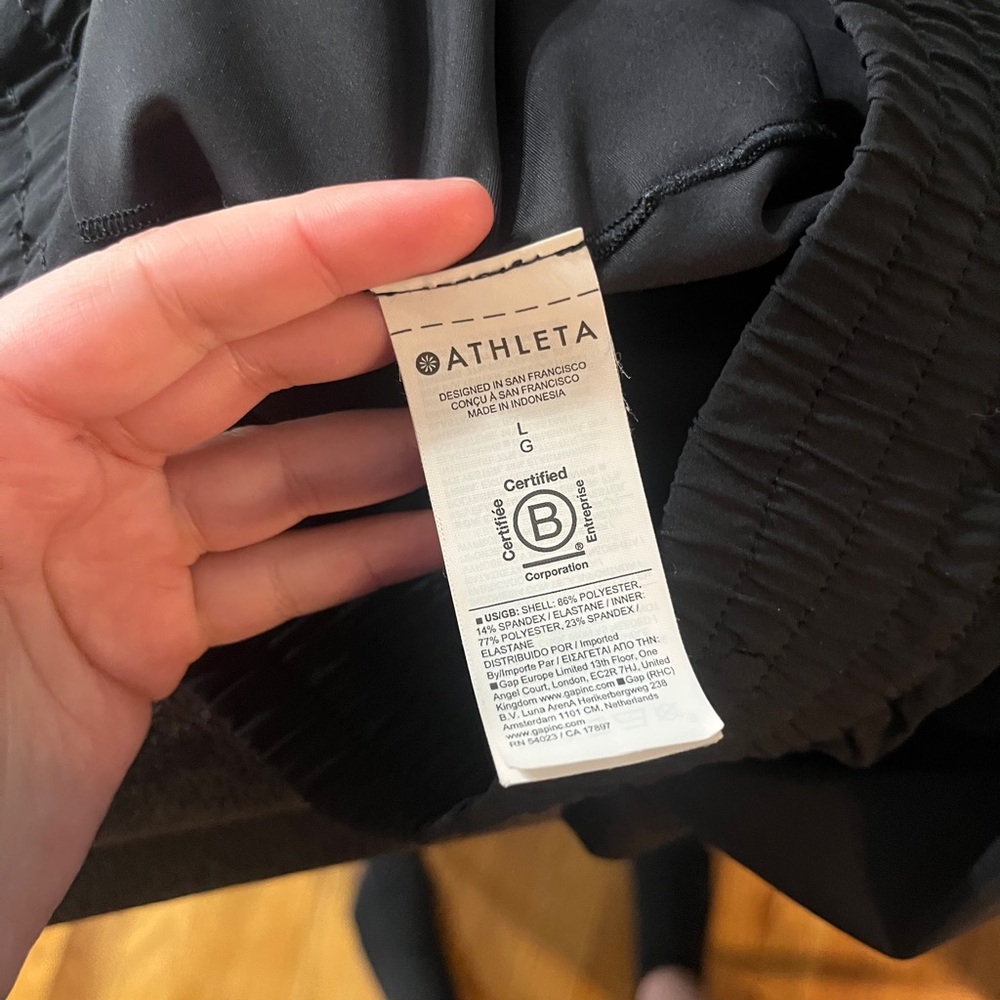 ATHLETA
DESIGNED IN SAN FRANCISCO
CONÇU À SAN FRANCISCO
MADE IN INDONESIA
L
G
Certified
Certifiée
B
Entreprise
®
Corporation
■ US/GB: SHELL: 86% POLYESTER,
14% SPANDEX / ELASTANE / INNER:
77% POLYESTER, 23% SPANDEX /
ELASTANE
DISTRIBUIDO POR / Imported
By/Importe Par / ΕΙΣΑΓΕΤΑΙ ΑΠΟ ΤΗΝ:
■Gap Europe Limited 13th Floor, One
Angel Court, London, EC2R 7HJ, United
Kingdom www.gapinc.com ■Gap (RHC)
B.V. Luna ArenA Herikerbergweg 238
Amsterdam 1101 CM, Netherlands
www.gapinc.com
RN 54023 / CA 17897